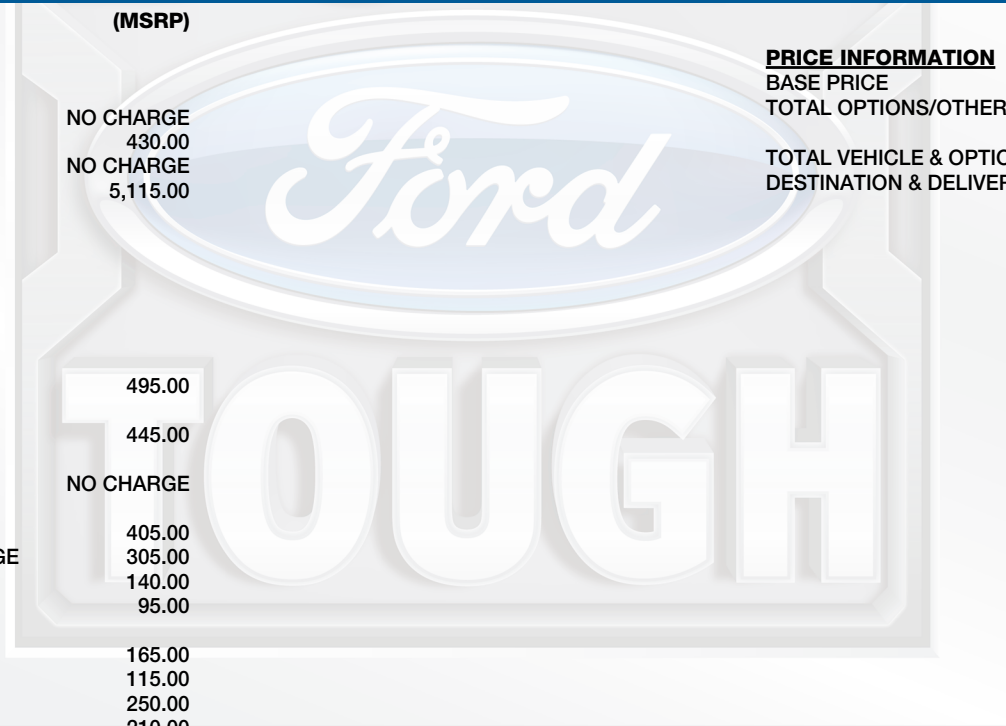 (MSRP)
NO CHARGE
430.00
NO CHARGE
5,115.00
495.00
445.00
NO CHARGE
405.00
GE 305.00
140.00
95.00
165.00
115.00
250.00
PRICE INFORMATION
BASE PRICE
TOTAL OPTIONS/OTHER
TOTAL VEHICLE & OPTIO
DESTINATION & DELIVER
Ford
TOUGH